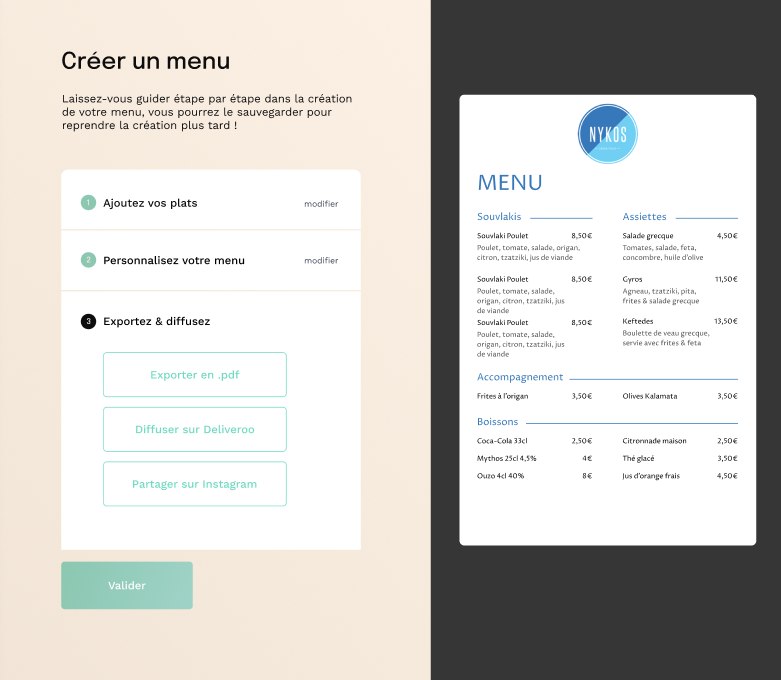 Créer un menu
Laissez-vous guider étape par étape dans la création
de votre menu, vous pourrez le sauvegarder pour
reprendre la création plus tard !
1 Ajoutez vos plats modifier
2 Personnalisez votre menu modifier
3 Exportez & diffusez
Exporter en .pdf
Diffuser sur Deliveroo
Partager sur Instagram
Valider
NYKOS
MENU
Souvlakis
Souvlaki Poulet 8,50€
Poulet, tomate, salade, origan,
citron, tzatziki, jus de viande
Souvlaki Poulet 8,50€
Poulet, tomate, salade,
origan, citron, tzatziki, jus
de viande
Souvlaki Poulet 8,50€
Poulet, tomate, salade,
origan, citron, tzatziki, jus
de viande
Assiettes
Salade grecque 4,50€
Tomates, salade, feta,
concombre, huile d'olive
Gyros 11,50€
Agneau, tzatziki, pita,
frites & salade grecque
Keftedes 13,50€
Boulette de veau grecque,
servie avec frites & feta
Accompagnement
Frites à l'origan 3,50€
Olives Kalamata 3,50€
Boissons
Coca-Cola 33cl 2,50€
Citronnade maison 2,50€
Mythos 25cl 4,5% 4€
Thé glacé 3,50€
Ouzo 4cl 40% 8€
Jus d'orange frais 4,50€